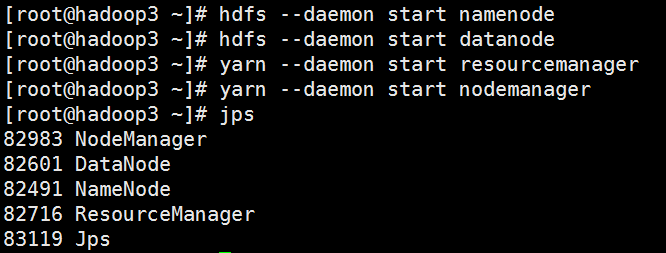 [root@hadoop3 ~]# hdfs --daemon start namenode
[root@hadoop3 ~]# hdfs --daemon start datanode
[root@hadoop3 ~]# yarn --daemon start resourcemanager
[root@hadoop3 ~]# yarn --daemon start nodemanager
[root@hadoop3 ~]# jps
82983 NodeManager
82601 DataNode
82491 NameNode
82716 ResourceManager
83119 Jps